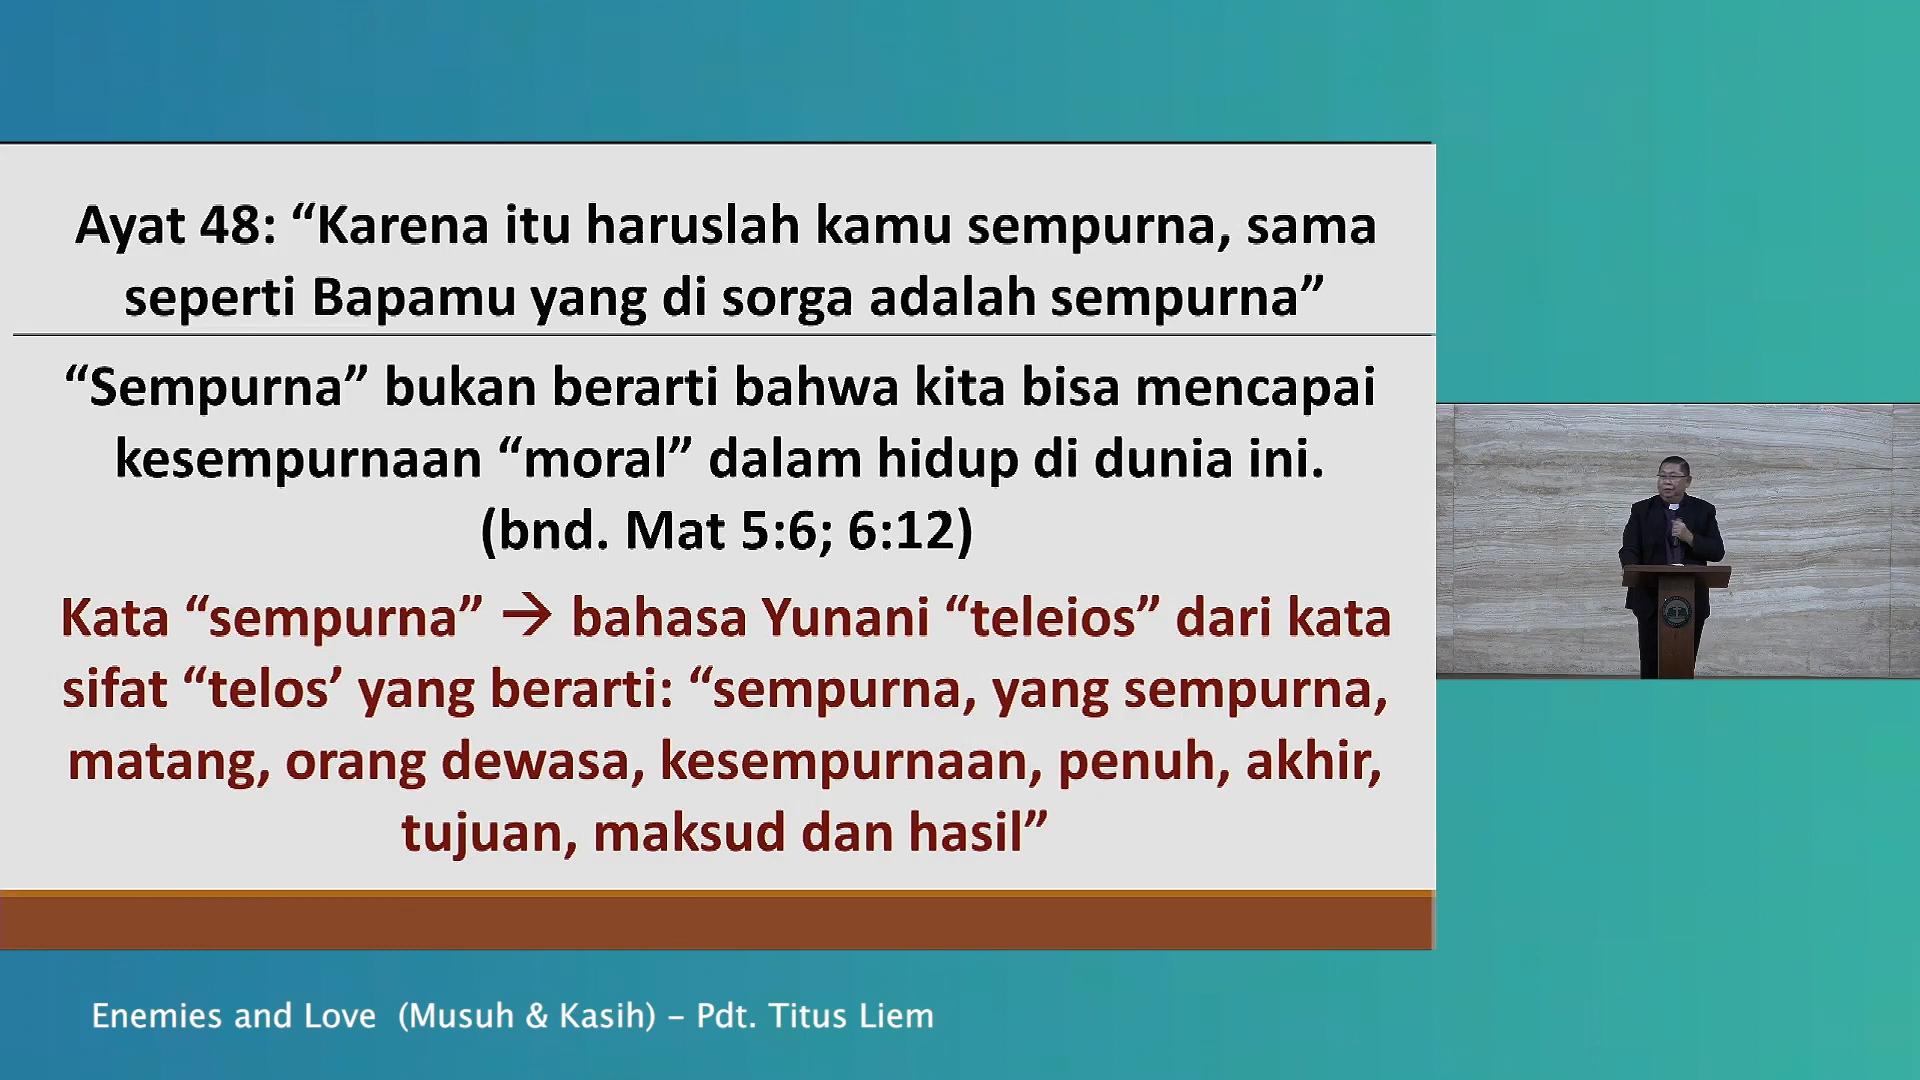 Ayat 48: “Karena itu haruslah kamu sempurna, sama
seperti Bapamu yang di sorga adalah sempurna”
“Sempurna” bukan berarti bahwa kita bisa mencapai
kesempurnaan “moral” dalam hidup di dunia ini.
(bnd. Mat 5:6; 6:12)
Kata “sempurna” → bahasa Yunani “teleios” dari kata
sifat “telos’ yang berarti: “sempurna, yang sempurna,
matang, orang dewasa, kesempurnaan, penuh, akhir,
tujuan, maksud dan hasil”
Enemies and Love (Musuh & Kasih) – Pdt. Titus Liem